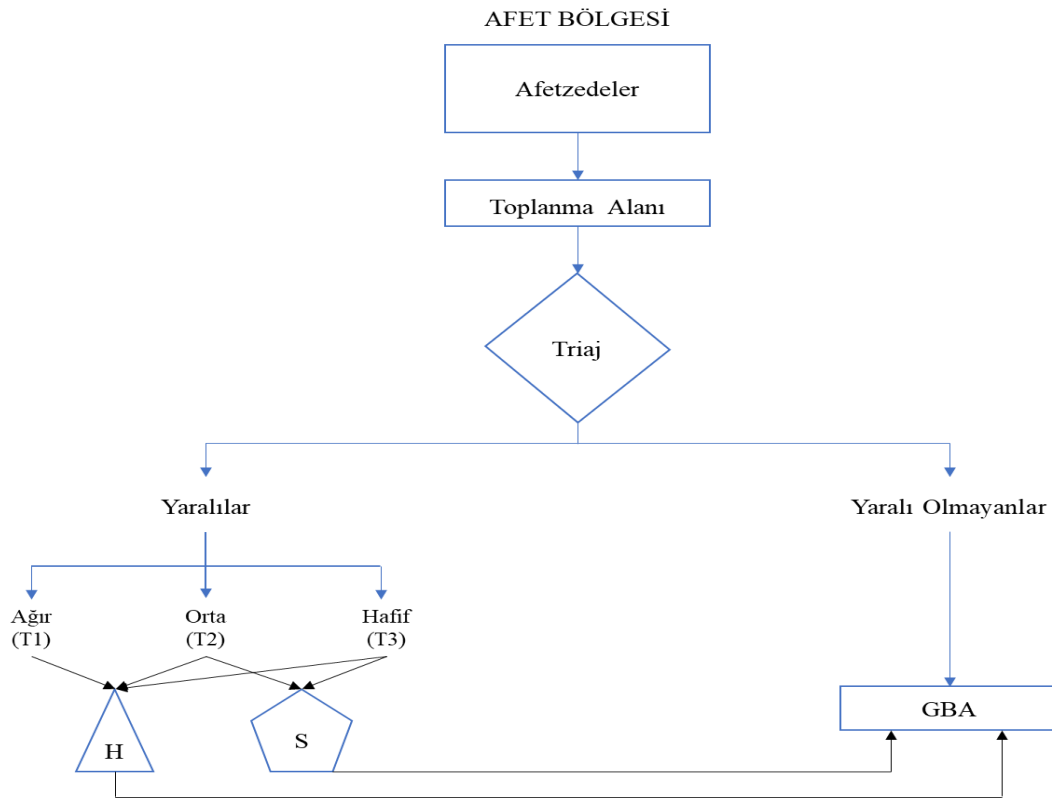 AFET BÖLGESİ
Afetzedeler
Toplanma Alanı
Triaj
Yaralılar
Yaralı Olmayanlar
Ağır
(T1)
Orta
(T2)
Hafif
(T3)
H
S
GBA